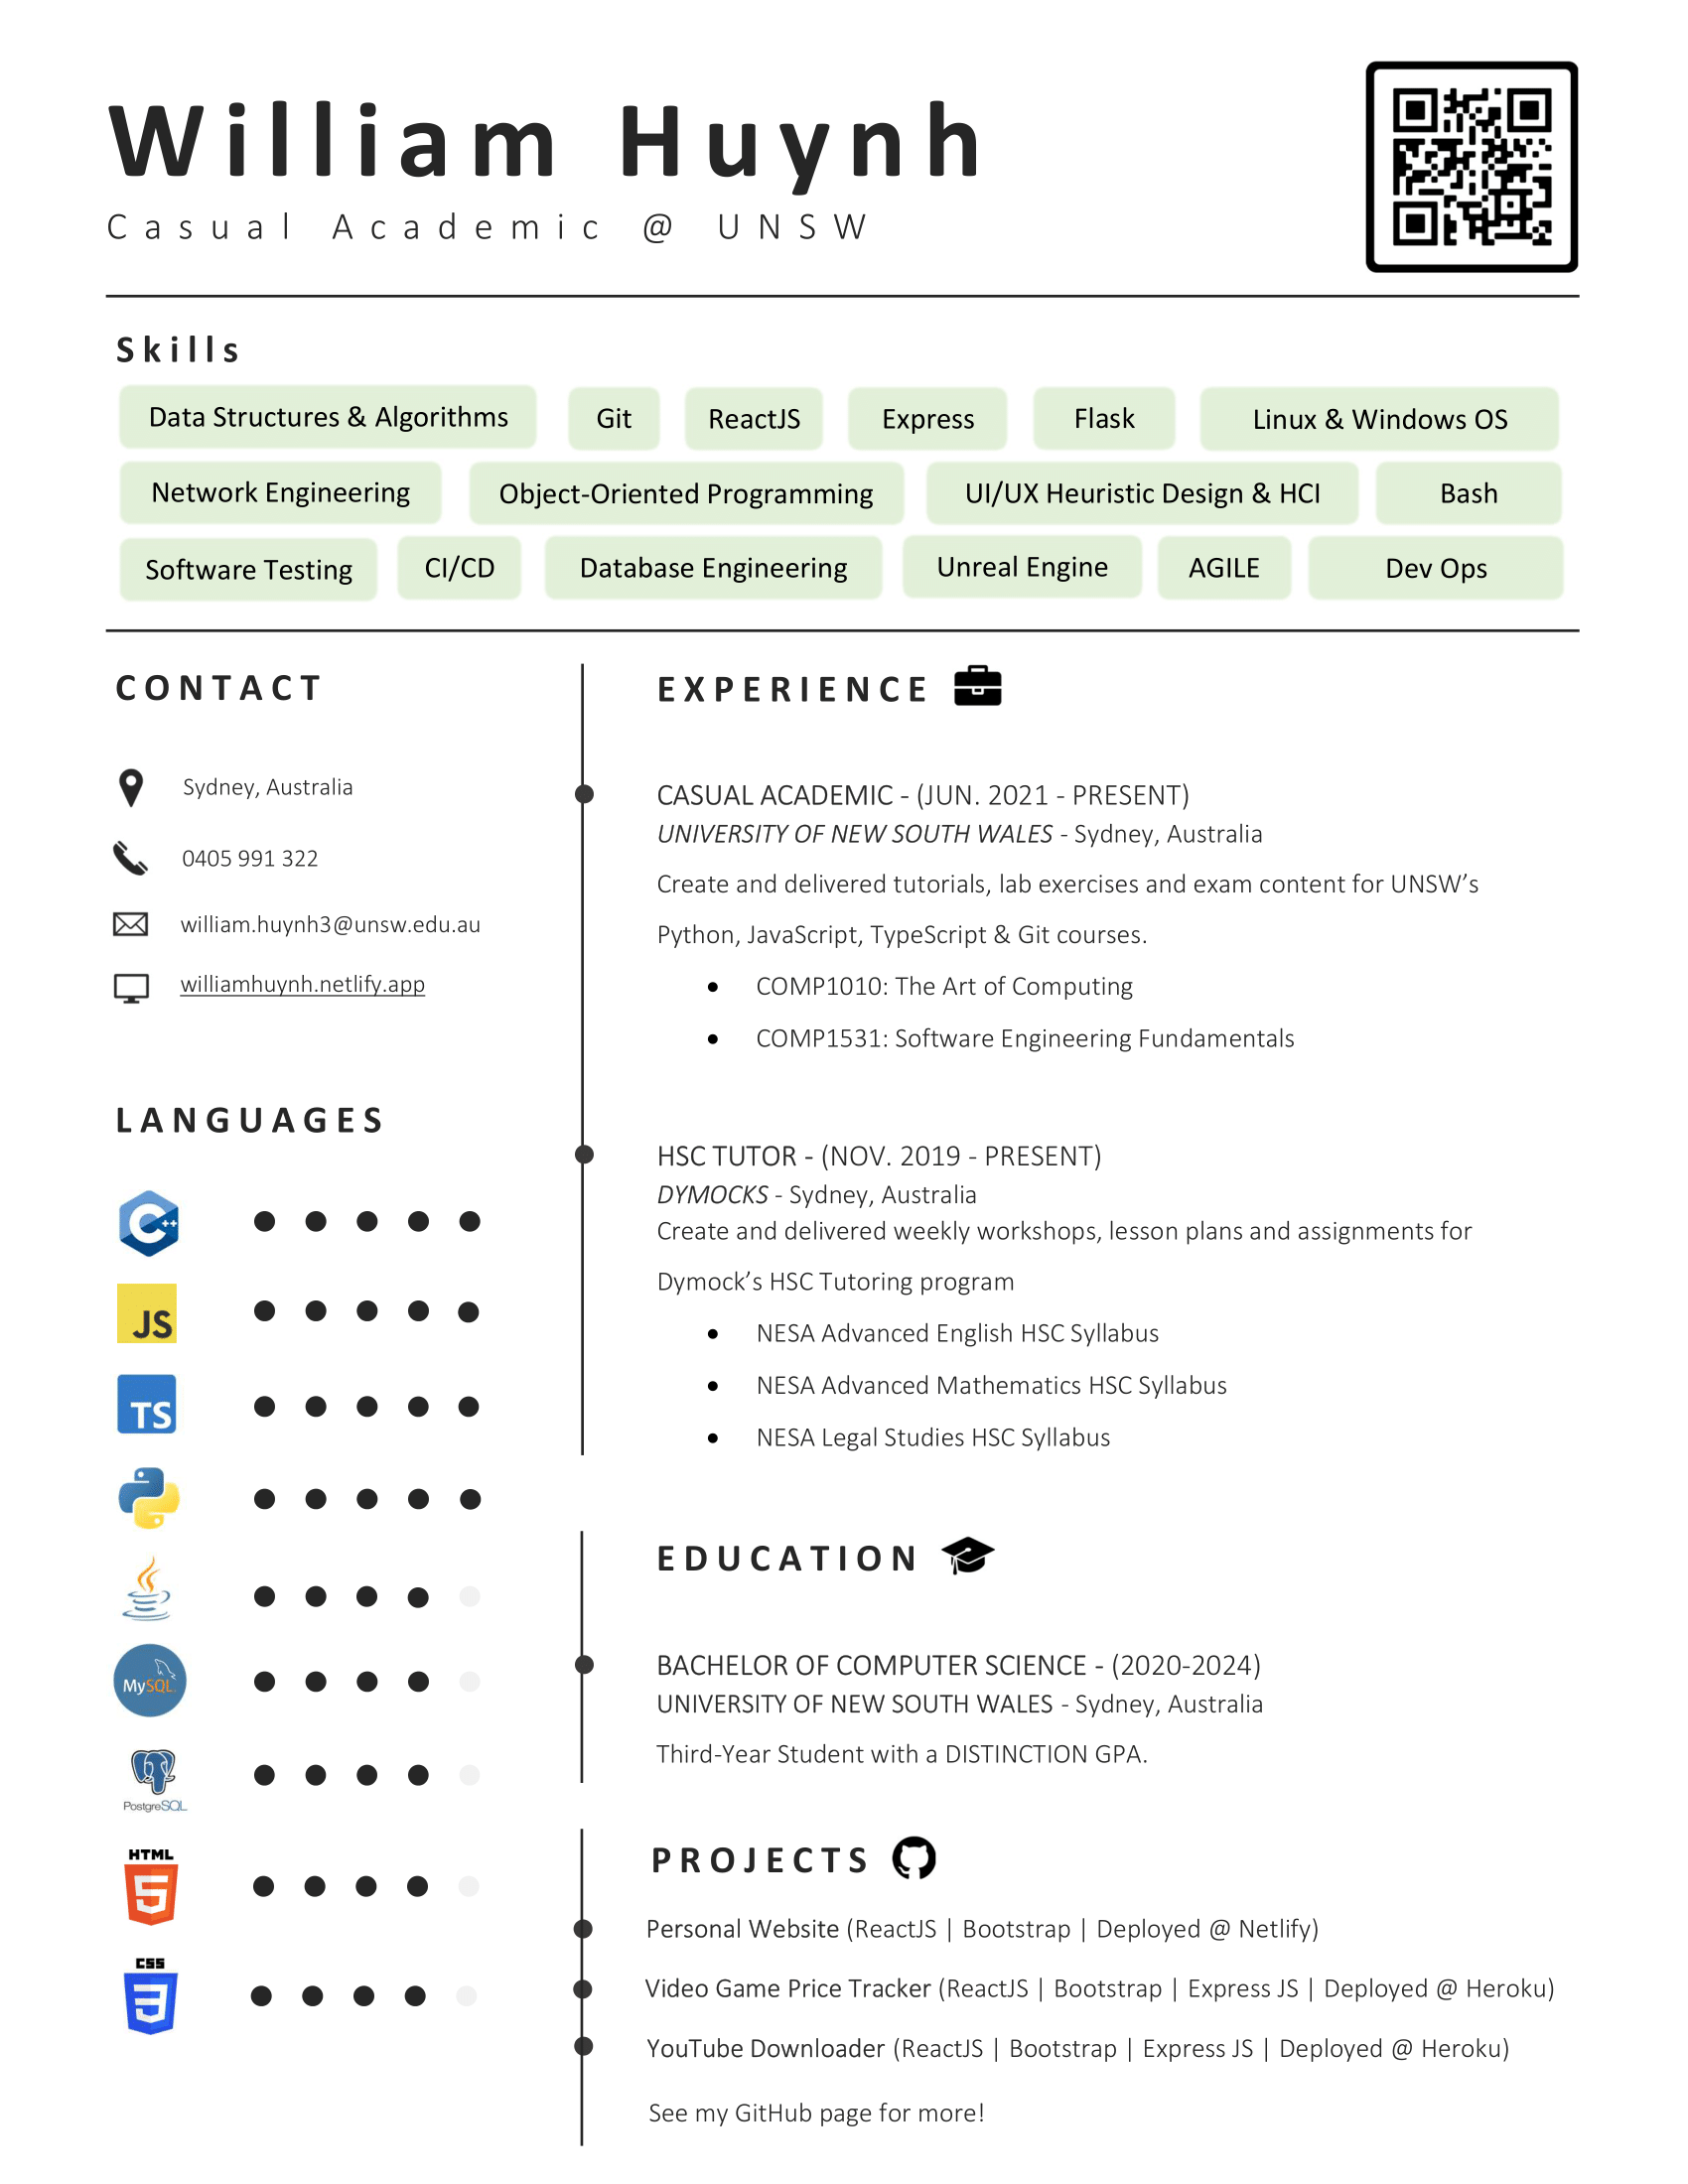 William Huynh
Casual Academic @ UNSW
Skills
Data Structures & Algorithms Git ReactJS Express Flask Linux & Windows OS
Network Engineering Object-Oriented Programming UI/UX Heuristic Design & HCI Bash
Software Testing CI/CD Database Engineering Unreal Engine AGILE Dev Ops
CONTACT
Sydney, Australia
0405 991 322
william.huynh3@unsw.edu.au
williamhuynh.netlify.app
LANGUAGES
C++
JS
TS
MySQL
PostgreSQL
HTML
5
CSS
3
EXPERIENCE
CASUAL ACADEMIC - (JUN. 2021 - PRESENT)
UNIVERSITY OF NEW SOUTH WALES - Sydney, Australia
Create and delivered tutorials, lab exercises and exam content for UNSW’s
Python, JavaScript, TypeScript & Git courses.
• COMP1010: The Art of Computing
• COMP1531: Software Engineering Fundamentals
HSC TUTOR - (NOV. 2019 - PRESENT)
DYMOCKS - Sydney, Australia
Create and delivered weekly workshops, lesson plans and assignments for
Dymock’s HSC Tutoring program
• NESA Advanced English HSC Syllabus
• NESA Advanced Mathematics HSC Syllabus
• NESA Legal Studies HSC Syllabus
EDUCATION
BACHELOR OF COMPUTER SCIENCE - (2020-2024)
UNIVERSITY OF NEW SOUTH WALES - Sydney, Australia
Third-Year Student with a DISTINCTION GPA.
PROJECTS
Personal Website (ReactJS | Bootstrap | Deployed @ Netlify)
Video Game Price Tracker (ReactJS | Bootstrap | Express JS | Deployed @ Heroku)
YouTube Downloader (ReactJS | Bootstrap | Express JS | Deployed @ Heroku)
See my GitHub page for more!